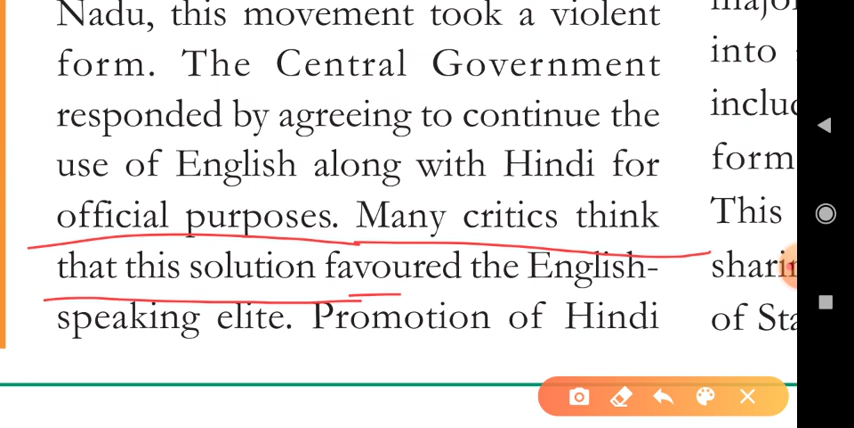 Nadu, this movement took a violent
form. The Central Government
responded by agreeing to continue the
use of English along with Hindi for
official purposes. Many critics think
that this solution favoured the English-
speaking elite. Promotion of Hindi
into
form
This
of